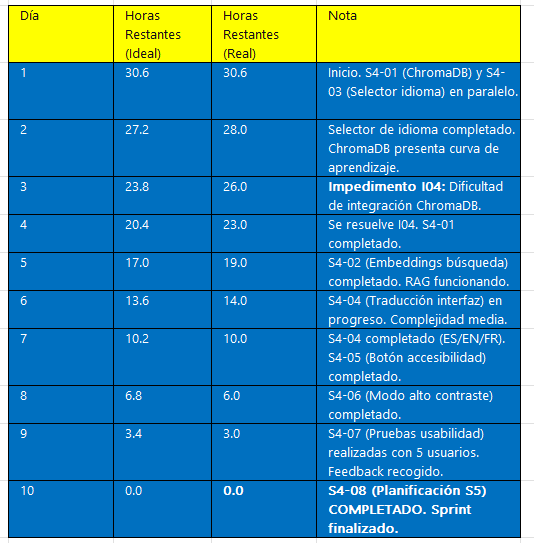 Día
Horas
Restantes
(Ideal)
Horas
Restantes
(Real)
Nota
1
30.6
30.6
Inicio. S4-01 (ChromaDB) y S4-
03 (Selector idioma) en paralelo.
2
27.2
28.0
Selector de idioma completado.
ChromaDB presenta curva de
aprendizaje.
3
23.8
26.0
Impedimento I04: Dificultad
de integración ChromaDB.
4
20.4
23.0
Se resuelve I04. S4-01
completado.
5
17.0
19.0
S4-02 (Embeddings búsqueda)
completado. RAG funcionando.
6
13.6
14.0
S4-04 (Traducción interfaz) en
progreso. Complejidad media.
7
10.2
10.0
S4-04 completado (ES/EN/FR).
S4-05 (Botón accesibilidad)
completado.
8
6.8
6.0
S4-06 (Modo alto contraste)
completado.
9
3.4
3.0
S4-07 (Pruebas usabilidad)
realizadas con 5 usuarios.
Feedback recogido.
10
0.0
0.0
S4-08 (Planificación S5)
COMPLETADO. Sprint
finalizado.